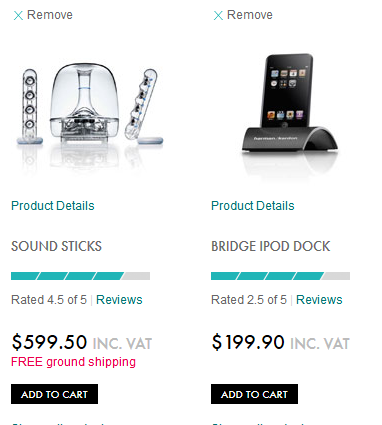 Remove
Remove
Product Details
Product Details
SOUND STICKS
BRIDGE IPOD DOCK
Rated 4.5 of 5 | Reviews
Rated 2.5 of 5 | Reviews
$599.50 INC. VAT
$199.90 INC. VAT
FREE ground shipping
ADD TO CART
ADD TO CART